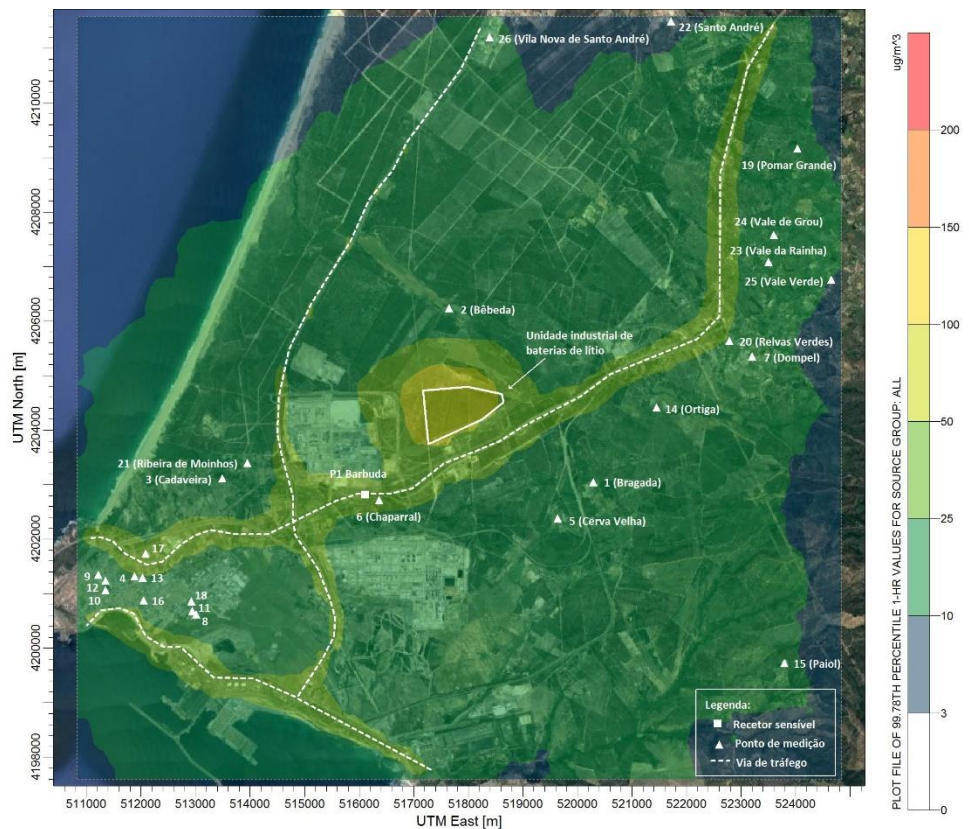 22 (Santo André)
26 (Vila Nova de Santo André)
19 (Pomar Grande)
24 (Vale de Grou)
23 (Vale da Rainha)
25 (Vale Verde)
2 (Bêbeda)
Unidade industrial de
baterias de lítio
20 (Relvas Verdes)
7 (Dompel)
14 (Ortiga)
21 (Ribeira de Moinhos)
3 (Cadaveira)
P1 Barbuda
6 (Chaparral)
1 (Bragada)
5 (Cerva Velha)
17
9
4
13
12
10
16
18
11
8
15 (Paiol)
Legenda:
Recetor sensível
Ponto de medição
Via de tráfego
UTM North [m]
4210000
4208000
4206000
4204000
4202000
4200000
4198000
511000
512000
513000
514000
515000
516000
517000
518000
519000
520000
521000
522000
523000
524000
UTM East [m]
ug/m^3
200
150
100
50
25
10
3
0
PLOT FILE OF 99.78TH PERCENTILE 1-HR VALUES FOR SOURCE GROUP: ALL